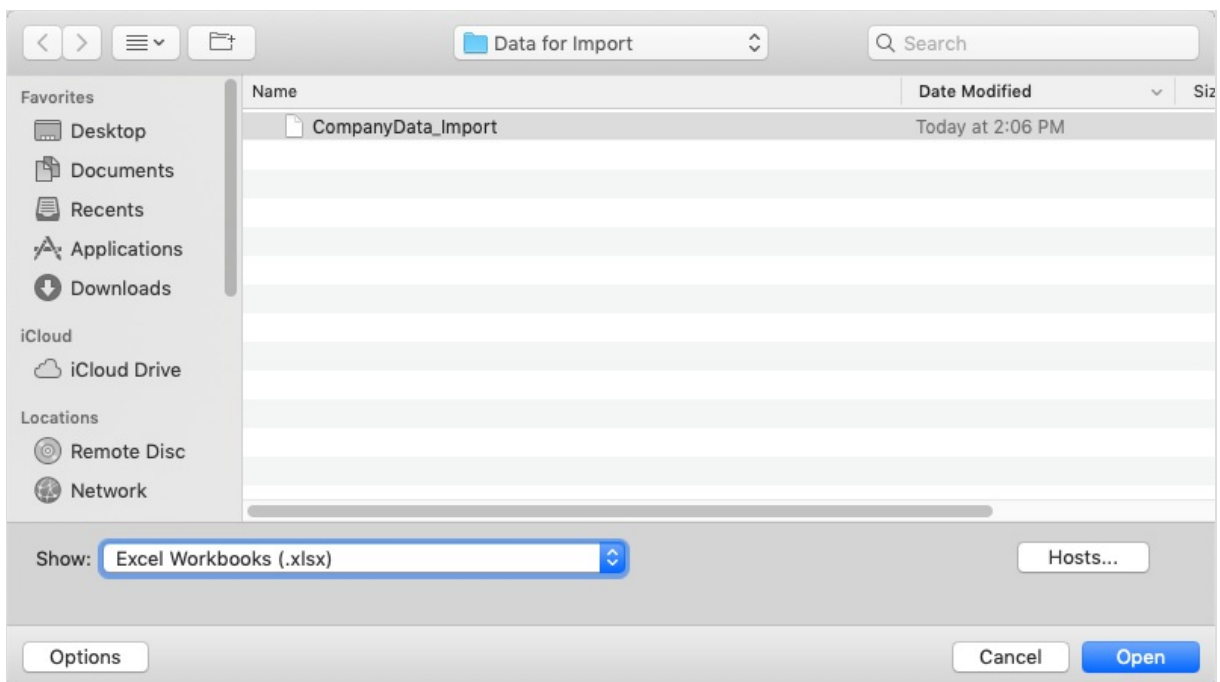 Data for Import
Search
Favorites
Desktop
Documents
Recents
Applications
Downloads
iCloud
iCloud Drive
Locations
Remote Disc
Network
Name
Date Modified
Siz
CompanyData_Import
Today at 2:06 PM
Show:
Excel Workbooks (.xlsx)
Hosts...
Options
Cancel
Open